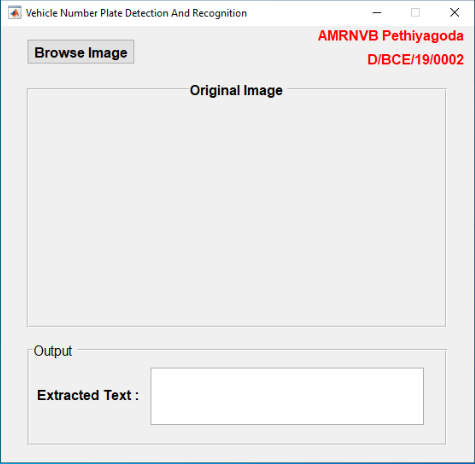 Vehicle Number Plate Detection And Recognition
AMRNVB Pethiyagoda
Browse Image
D/BCE/19/0002
Original Image
Output
Extracted Text :